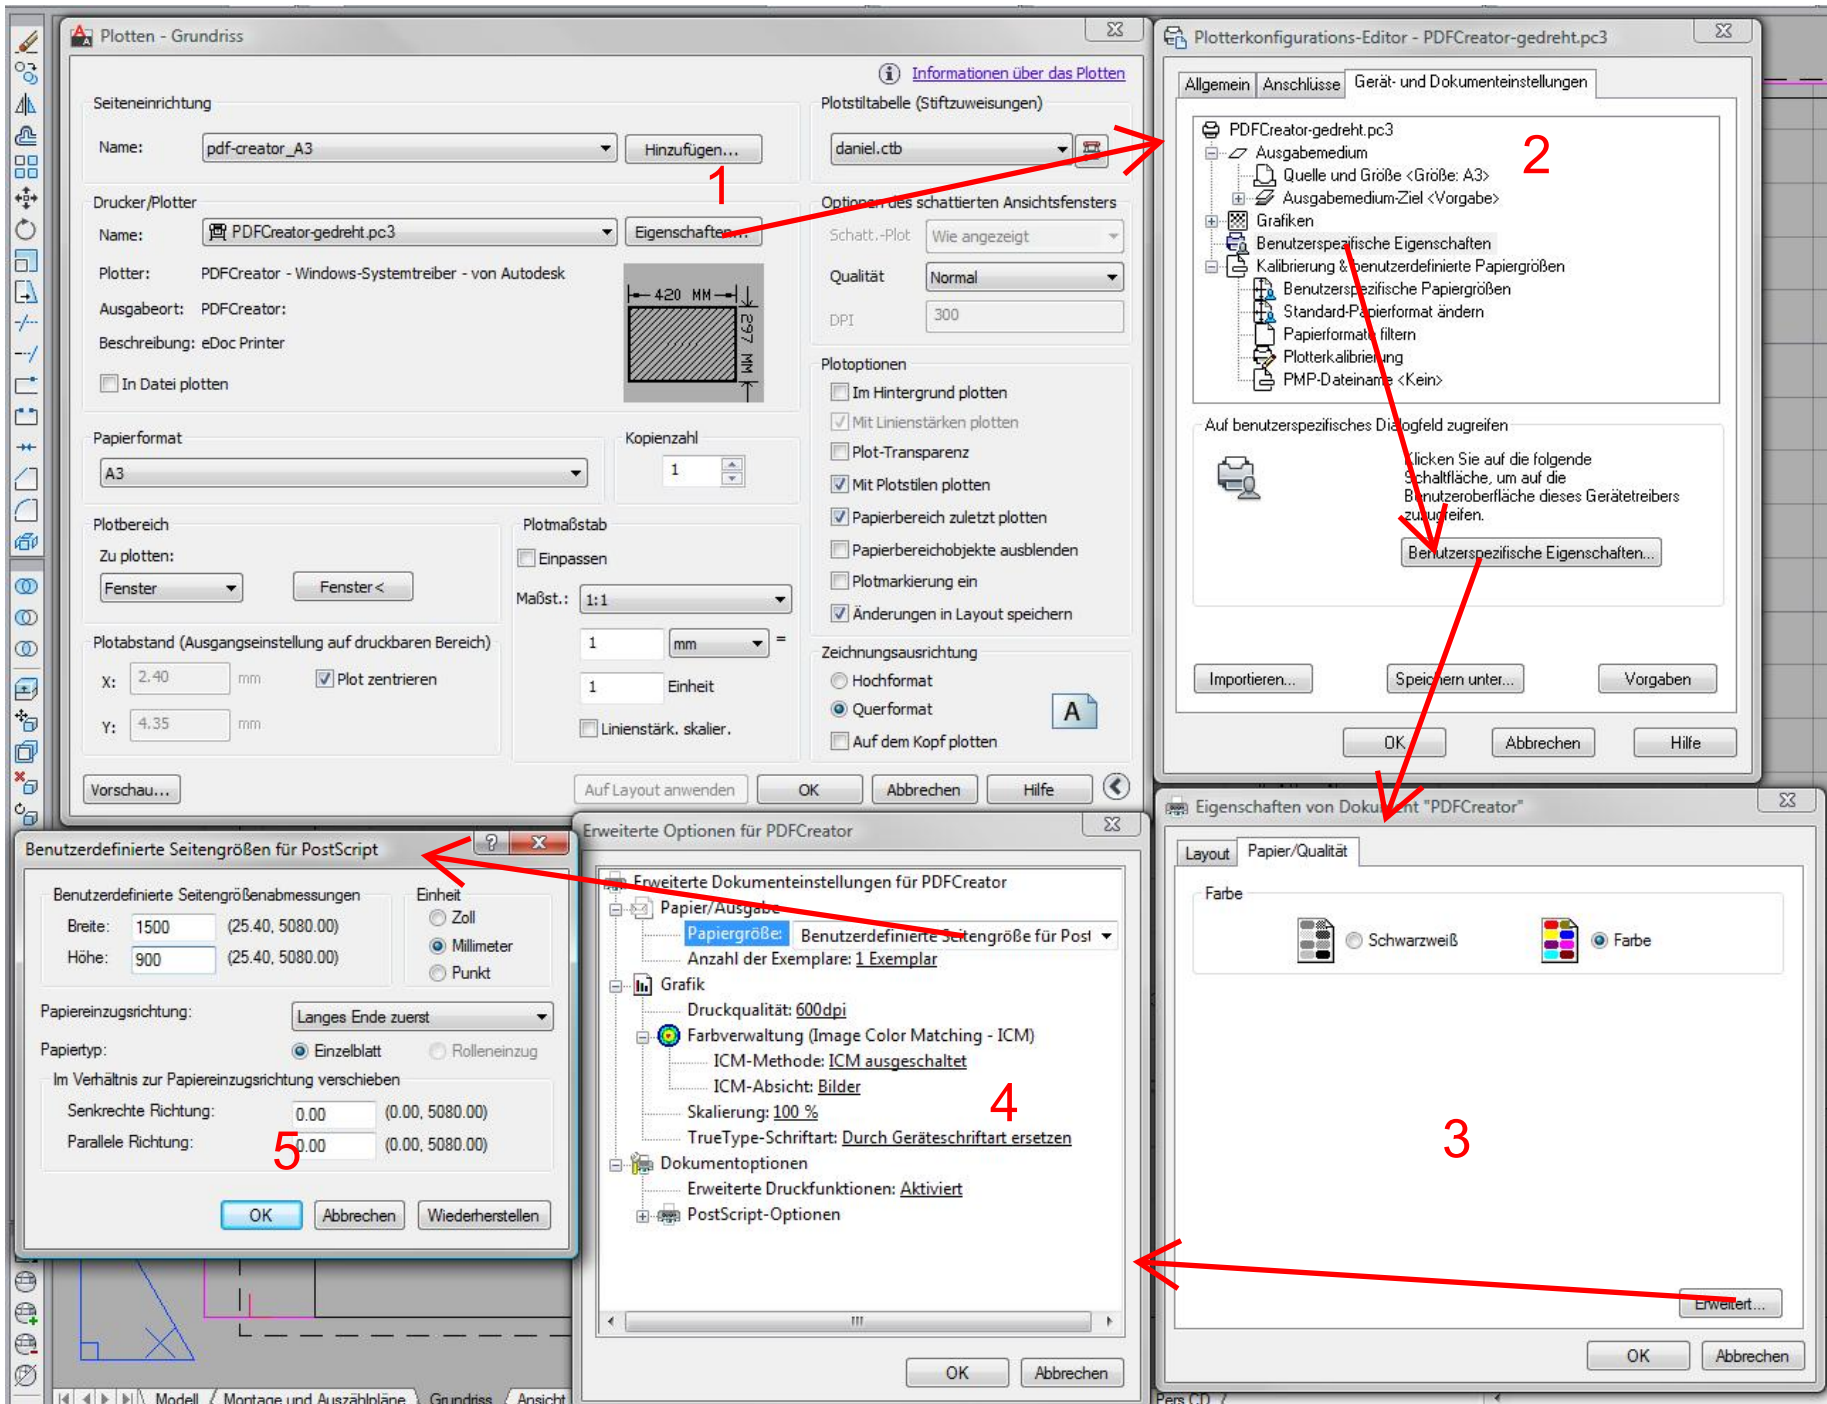 Plotten - Grundriss
Informationen über das Plotten
Seiteneinrichtung
Name: pdf-creator_A3 Hinzufügen...
1
Drucker/Plotter
Name: PDFCreator-gedreht.pc3 Eigenschaften...
Plotter: PDFCreator - Windows-Systemtreiber - von Autodesk
Ausgabeort: PDFCreator:
Beschreibung: eDoc Printer
In Datei plotten
420 MM
297 MM
Papierformat
A3
Kopienzahl
1
Plotbereich
Zu plotten:
Fenster Fenster<
Plotabstand (Ausgangseinstellung auf druckbaren Bereich)
X: 2.40 mm Plot zentrieren
Y: 4.35 mm
Plotmaßstab
Einpassen
Maßst.: 1:1
1 mm =
1 Einheit
Linienstärk. skalier.
Plotstiltabelle (Stiftzuweisungen)
daniel.ctb
Optionen des schattierten Ansichtsfensters
Schatt.-Plot Wie angezeigt
Qualität Normal
DPI 300
Plotoptionen
Im Hintergrund plotten
Mit Linienstärken plotten
Plot-Transparenz
Mit Plotstilen plotten
Papierbereich zuletzt plotten
Papierbereichobjekte ausblenden
Plotmarkierung ein
Änderungen in Layout speichern
Zeichnungsausrichtung
Hochformat
Querformat
Auf dem Kopf plotten
A
Vorschau... Auf Layout anwenden OK Abbrechen Hilfe
Plotterkonfigurations-Editor - PDFCreator-gedreht.pc3
Allgemein Anschlüsse Gerät- und Dokumenteinstellungen
PDFCreator-gedreht.pc3
Ausgabemedium
Quelle und Größe <Größe: A3>
Ausgabemedium-Ziel <Vorgabe>
Grafiken
Benutzerspezifische Eigenschaften
Kalibrierung & benutzerdefinierte Papiergrößen
Benutzerspezifische Papiergrößen
Standard-Papierformat ändern
Papierformate filtern
Plotterkalibrierung
PMP-Dateiname <Kein>
2
Auf benutzerspezifisches Dialogfeld zugreifen
Klicken Sie auf die folgende
Schaltfläche, um auf die
Benutzeroberfläche dieses Gerätetreibers
zuzugreifen.
Benutzerspezifische Eigenschaften...
Importieren... Speichern unter... Vorgaben
OK Abbrechen Hilfe
Eigenschaften von Dokument "PDFCreator"
Layout Papier/Qualität
Farbe
Schwarzweiß Farbe
3
Erweitert...
OK Abbrechen
Erweiterte Optionen für PDFCreator
Erweiterte Dokumenteinstellungen für PDFCreator
Papier/Ausgabe
Papiergröße: Benutzerdefinierte Seitengröße für Post
Anzahl der Exemplare: 1 Exemplar
Grafik
Druckqualität: 600dpi
Farbverwaltung (Image Color Matching - ICM)
ICM-Methode: ICM ausgeschaltet
ICM-Absicht: Bilder
Skalierung: 100 %
TrueType-Schriftart: Durch Geräteschriftart ersetzen
Dokumentoptionen
Erweiterte Druckfunktionen: Aktiviert
PostScript-Optionen
4
OK Abbrechen
Benutzerdefinierte Seitengrößen für PostScript
Benutzerdefinierte Seitengrößenabmessungen
Breite: 1500 (25.40, 5080.00)
Höhe: 900 (25.40, 5080.00)
Einheit
Zoll
Millimeter
Punkt
Papiereinzugsrichtung: Langes Ende zuerst
Papiertyp: Einzelblatt Rolleneinzug
Im Verhältnis zur Papiereinzugsrichtung verschieben
Senkrechte Richtung: 0.00 (0.00, 5080.00)
Parallele Richtung: 0.00 (0.00, 5080.00)
5
OK Abbrechen Wiederherstellen
Modell Montage und Auszählpläne Grundriss Ansicht
Pers CD